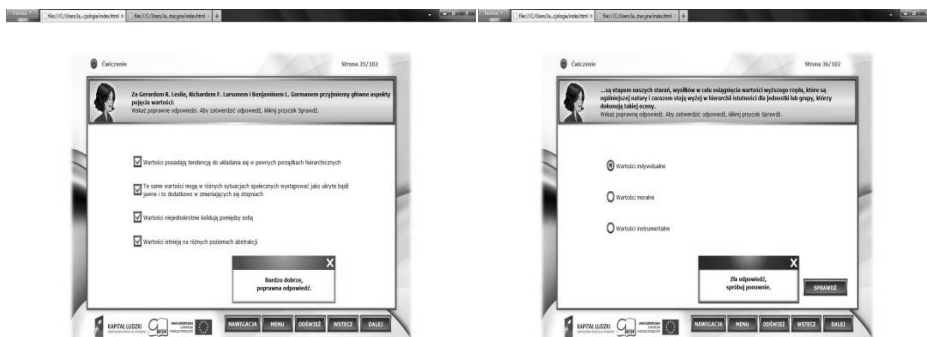 Ćwiczenie
Strona 35/102
Za Gerardem R. Leslie, Richardem F. Larsonem i Benjaminem L. Gormanem przyjmiemy główne aspekty
pojęcia wartości:
Wskaż poprawne odpowiedzi. Aby zatwierdzić odpowiedź, kliknij przycisk Sprawdź.
Wartości posiadają tendencję do układania się w pewnych porządkach hierarchicznych
Te same wartości mogą w różnych sytuacjach społecznych występować jako ukryte bądź
jawne i to dodatkowo w zmieniających się stopniach
Wartości niejednokrotnie kolidują pomiędzy sobą
Wartości istnieją na różnych poziomach abstrakcji
X
Bardzo dobrze,
poprawna odpowiedź.
KAPITAŁ LUDZKI
NAWIGACJA
MENU
ODŚWIEŻ
WSTECZ
DALEJ
Ćwiczenie
Strona 36/102
...są etapem naszych starań, wysiłków w celu osiągnięcia wartości wyższego rzędu, które są
ogólniejszej natury i zarazem stoją wyżej w hierarchii istotności dla jednostki lub grupy, którzy
dokonują takiej oceny.
Wskaż poprawną odpowiedź. Aby zatwierdzić odpowiedź, kliknij przycisk Sprawdź.
Wartości indywidualne
Wartości moralne
Wartości instrumentalne
X
Zła odpowiedź,
spróbuj ponownie.
SPRAWDŹ
KAPITAŁ LUDZKI
NAWIGACJA
MENU
ODŚWIEŻ
WSTECZ
DALEJ